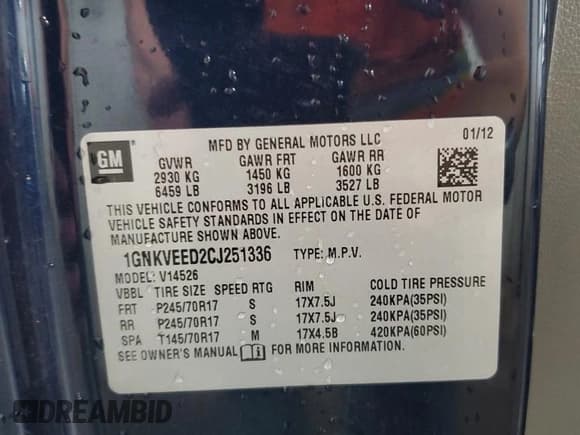 GM
MFD BY GENERAL MOTORS LLC 01/12
GVWR GAWR FRT GAWR RR
2930 KG 1450 KG 1600 KG
6459 LB 3196 LB 3527 LB
THIS VEHICLE CONFORMS TO ALL APPLICABLE U.S. FEDERAL MOTOR
VEHICLE SAFETY STANDARDS IN EFFECT ON THE DATE OF
MANUFACTURE SHOWN ABOVE.
1GNKVEED2CJ251336 TYPE: M.P.V.
MODEL: V14526
VBBL TIRE SIZE SPEED RTG RIM COLD TIRE PRESSURE
FRT P245/70R17 S 17X7.5J 240KPA(35PSI)
RR P245/70R17 S 17X7.5J 240KPA(35PSI)
SPA T145/70R17 M 17X4.5B 420KPA(60PSI)
SEE OWNER'S MANUAL FOR MORE INFORMATION.
DREAMBID